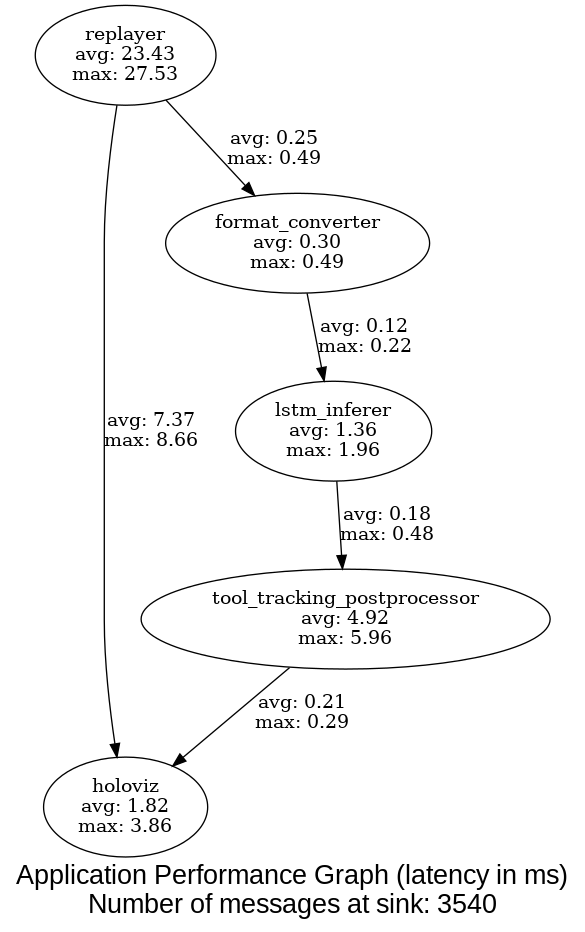 replayer
avg: 23.43
max: 27.53
avg: 0.25
max: 0.49
format_converter
avg: 0.30
max: 0.49
avg: 0.12
max: 0.22
lstm_inferer
avg: 1.36
max: 1.96
avg: 7.37
max: 8.66
avg: 0.18
max: 0.48
tool_tracking_postprocessor
avg: 4.92
max: 5.96
avg: 0.21
max: 0.29
holoviz
avg: 1.82
max: 3.86
Application Performance Graph (latency in ms)
Number of messages at sink: 3540